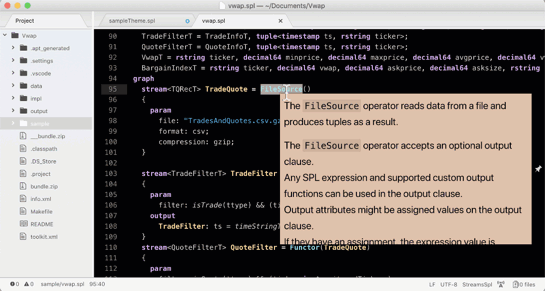 vwap.spl — ~/Documents/Vwap
Project
sampleTheme.spl
vwap.spl
Vwap
.apt_generated
.settings
.vscode
data
impl
output
sample
__bundle.zip
.classpath
.DS_Store
.project
bundle.zip
info.xml
Makefile
README
toolkit.xml
90 TradeFilterT = TradeInfoT, tuple<timestamp ts, rstring ticker>;
91 QuoteFilterT = QuoteInfoT, tuple<timestamp ts, rstring ticker>;
92 VwapT = rstring ticker, decimal64 minprice, decimal64 maxprice, decimal64 avgprice, decimal64 v
93 BargainIndexT = rstring ticker, decimal64 vwap, decimal64 askprice, decimal64 asksize, rstring
94 graph
95 stream<TQRecT> TradeQuote = FileSource()
96 {
97 param
98 file: "TradesAndQuotes.csv.gz
99 format: csv;
100 compression: gzip;
101 }
102
103 stream<TradeFilterT> TradeFilter
104 {
105 param
106 filter: isTrade(ttype) && (ti
107 output
108 TradeFilter: ts = timeStringT
109 }
110 stream<QuoteFilterT> QuoteFilter = Functor(TradeQuote)
111 {
112 param
The FileSource operator reads data from a file and
produces tuples as a result.
The FileSource operator accepts an optional output
clause.
Any SPL expression and supported custom output
functions can be used in the output clause.
Output attributes might be assigned values on the output
clause.
If they have an assignment, the expression value is
0 0 sample/vwap.spl 95:40
LF UTF-8 StreamsSpl 0 files